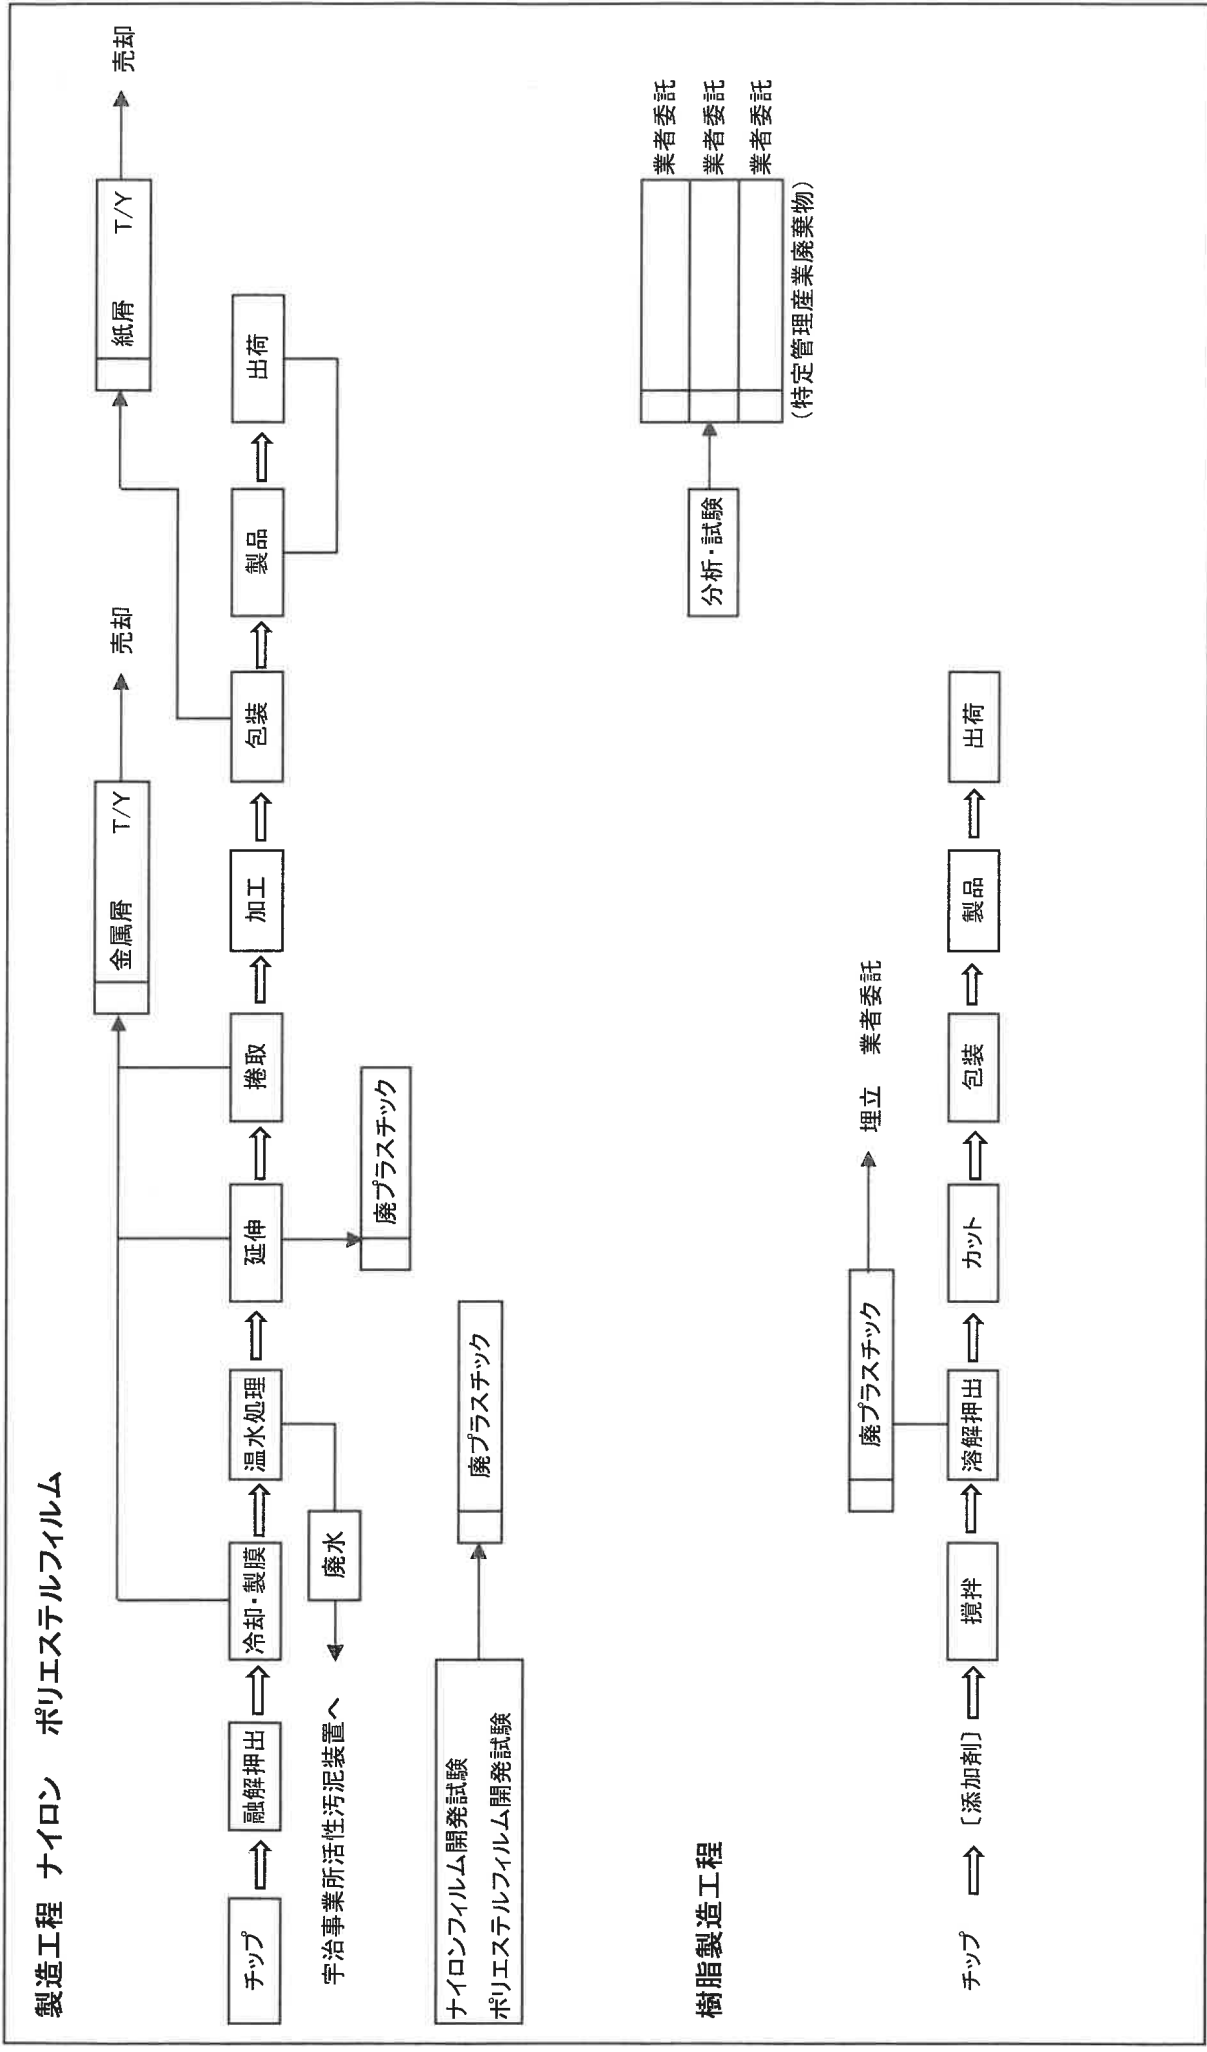 製造工程 ナイロン ポリエステルフィルム
金属屑 T/Y
売却
紙屑 T/Y
売却
チップ
融解押出
冷却・製膜
温水処理
延伸
捲取
加工
包装
製品
出荷
宇治事業所活性汚泥装置へ
廃水
廃プラスチック
ナイロンフィルム開発試験
ポリエステルフィルム開発試験
廃プラスチック
樹脂製造工程
分析・試験
業者委託
業者委託
業者委託
(特定管理産業廃棄物)
廃プラスチック
埋立 業者委託
チップ
[添加剤]
攪拌
溶解押出
カット
包装
製品
出荷